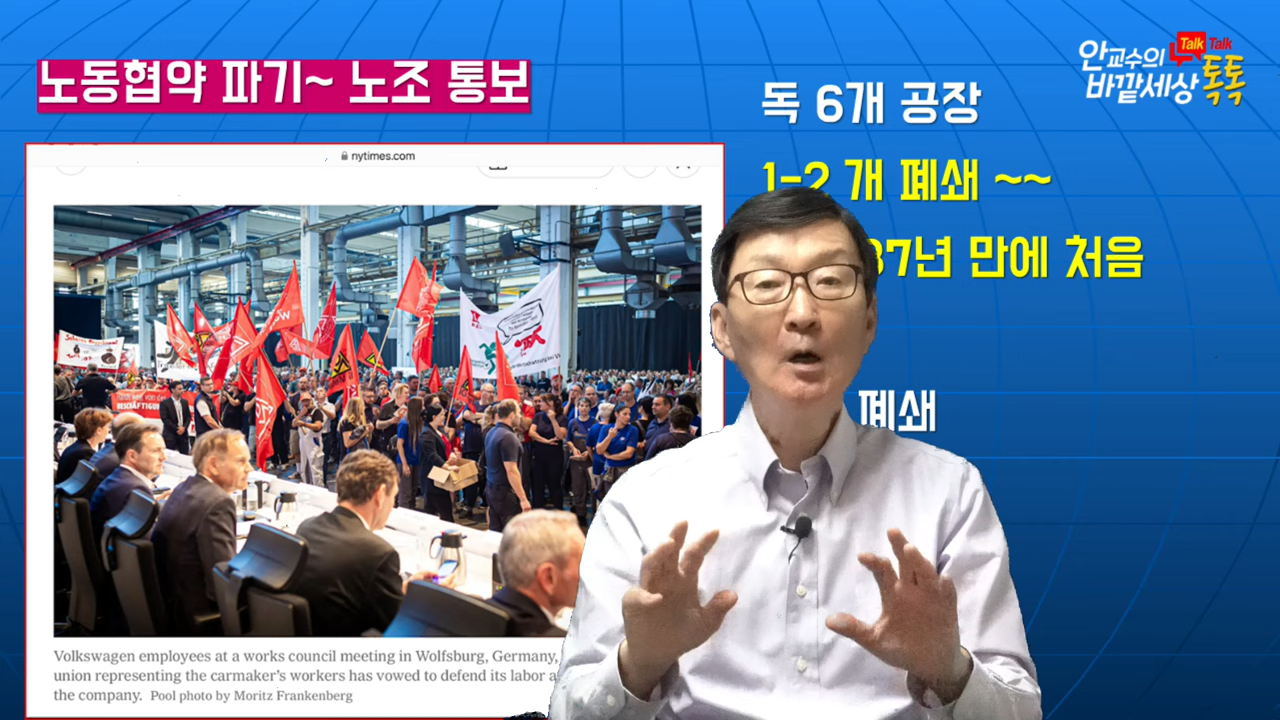 노동협약 파기~ 노조 통보
안교수의
Talk Talk
바깥세상 톡톡
독 6개 공장
1-2 개 폐쇄 ~~
87년 만에 처음
폐쇄
nytimes.com
BESCHÄFTIGU
Volkswagen employees at a works council meeting in Wolfsburg, Germany,
union representing the carmaker's workers has vowed to defend its labor a
the company. Pool photo by Moritz Frankenberg